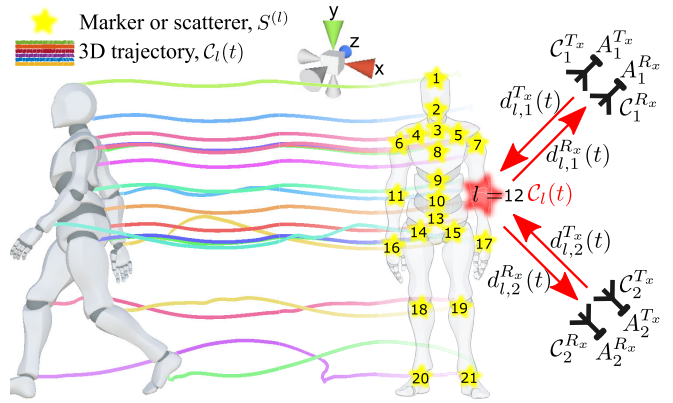 Marker or scatterer, $S^{(l)}$
3D trajectory, $\mathcal{C}_l(t)$
y
z
x
1
2
3
4
5
6
7
8
9
10
11
$l = 12$ $\mathcal{C}_l(t)$
13
14
15
16
17
18
19
20
21
$\mathcal{C}_1^{T_x}$
$A_1^{T_x}$
$A_1^{R_x}$
$\mathcal{C}_1^{R_x}$
$d_{l,1}^{T_x}(t)$
$d_{l,1}^{R_x}(t)$
$d_{l,2}^{T_x}(t)$
$d_{l,2}^{R_x}(t)$
$\mathcal{C}_2^{T_x}$
$A_2^{T_x}$
$\mathcal{C}_2^{R_x}$
$A_2^{R_x}$